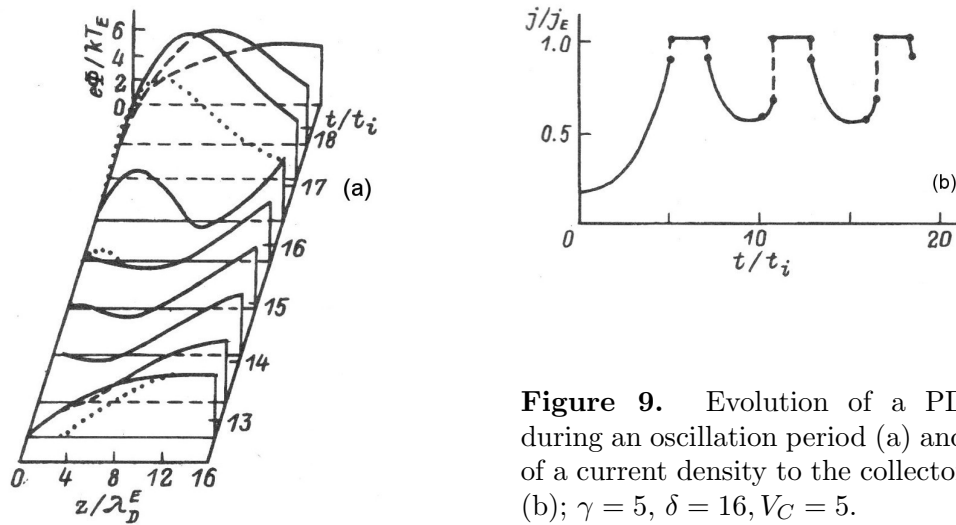 eΦ/kT_E
6
4
2
0
t/t_i
18
17
16
15
14
13
(a)
0 4 8 12 16
z/λ_D^E
(b)
j/j_E
1.0
0.5
0 10 20
t/t_i
Figure 9. Evolution of a PD
during an oscillation period (a) and
of a current density to the collector
(b); γ = 5, δ = 16, V_C = 5.